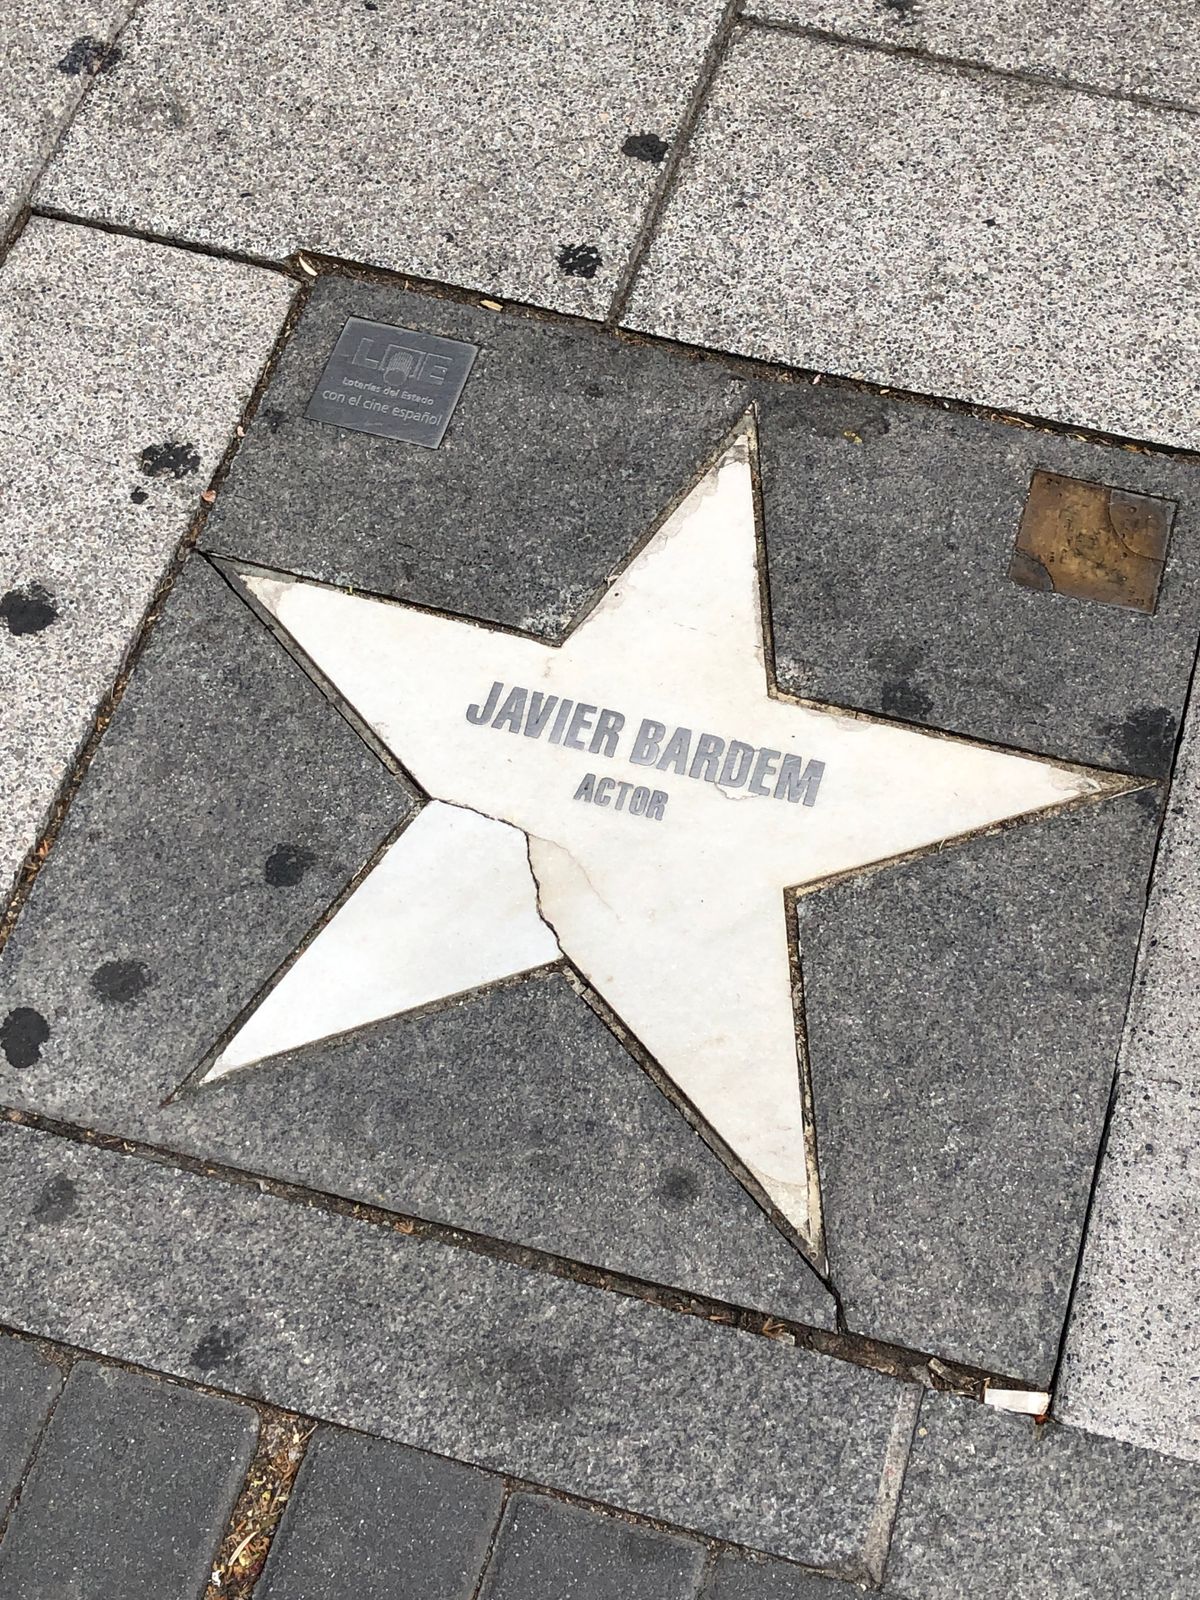 LAE
Loterías del Estado
con el cine español
JAVIER BARDEM
ACTOR